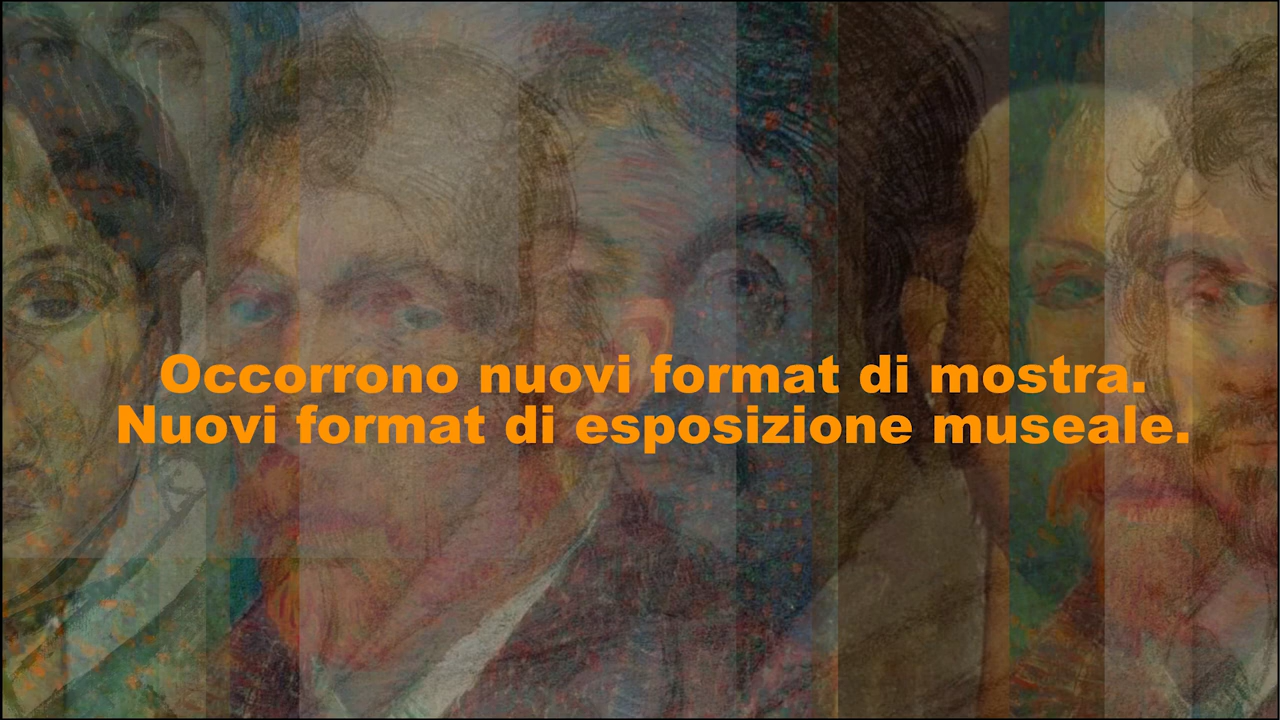 Occorrono nuovi format di mostra.
Nuovi format di esposizione museale.